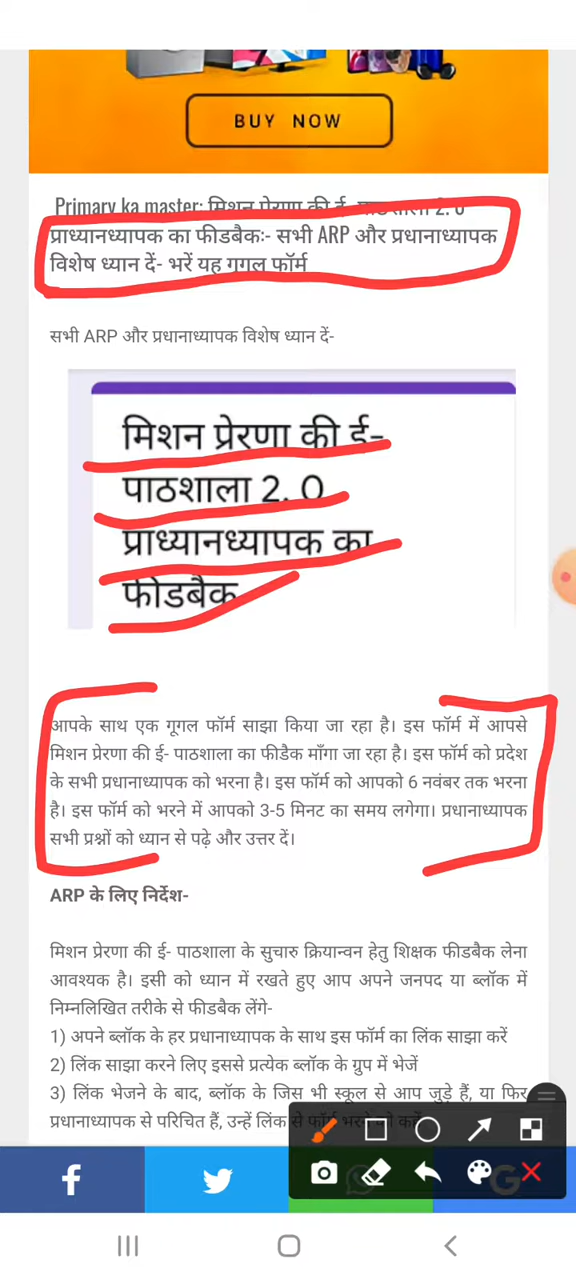 BUY NOW
Primary ka master: मिशन प्रेरणा की ई- पाठशाला 2. O
प्राध्यानध्यापक का फीडबैकः- सभी ARP और प्रधानाध्यापक
विशेष ध्यान दें- भरें यह गूगल फॉर्म
सभी ARP और प्रधानाध्यापक विशेष ध्यान दें-
मिशन प्रेरणा की ई-
पाठशाला 2. O
प्राध्यानध्यापक का
फीडबैक
आपके साथ एक गूगल फॉर्म साझा किया जा रहा है। इस फॉर्म में आपसे
मिशन प्रेरणा की ई- पाठशाला का फीडैक माँगा जा रहा है। इस फॉर्म को प्रदेश
के सभी प्रधानाध्यापक को भरना है। इस फॉर्म को आपको 6 नवंबर तक भरना
है। इस फॉर्म को भरने में आपको 3-5 मिनट का समय लगेगा। प्रधानाध्यापक
सभी प्रश्नों को ध्यान से पढ़े और उत्तर दें।
ARP के लिए निर्देश-
मिशन प्रेरणा की ई- पाठशाला के सुचारु क्रियान्वन हेतु शिक्षक फीडबैक लेना
आवश्यक है। इसी को ध्यान में रखते हुए आप अपने जनपद या ब्लॉक में
निम्नलिखित तरीके से फीडबैक लेंगे-
1) अपने ब्लॉक के हर प्रधानाध्यापक के साथ इस फॉर्म का लिंक साझा करें
2) लिंक साझा करने लिए इससे प्रत्येक ब्लॉक के ग्रुप में भेजें
3) लिंक भेजने के बाद, ब्लॉक के जिस भी स्कूल से आप जुड़े हैं, या फिर
प्रधानाध्यापक से परिचित हैं, उन्हें लिंक से फॉर्म भरने को कहें